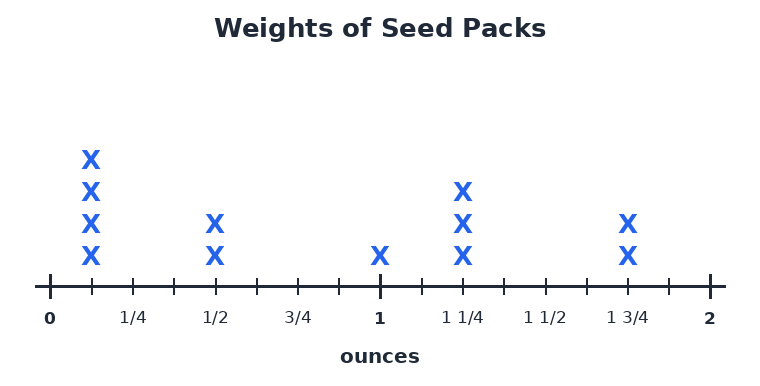 Weights of Seed Packs
X
X X
X X X X
X X X X X
0 1/4 1/2 3/4 1 1 1/4 1 1/2 1 3/4 2
ounces